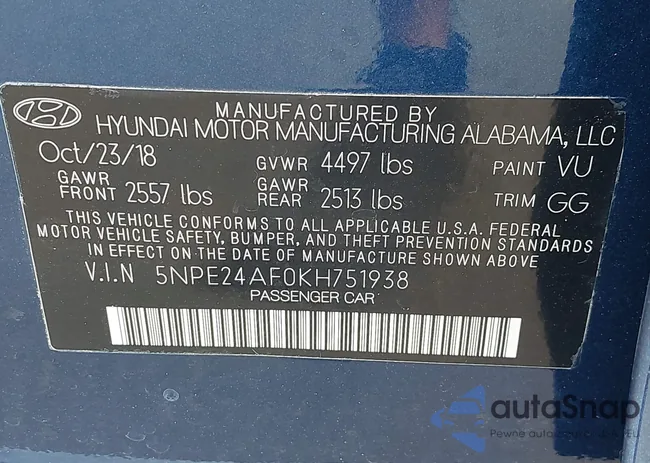 MANUFACTURED BY
HYUNDAI MOTOR MANUFACTURING ALABAMA, LLC
Oct/23/18 GVWR 4497 lbs PAINT VU
GAWR FRONT 2557 lbs GAWR REAR 2513 lbs TRIM GG
THIS VEHICLE CONFORMS TO ALL APPLICABLE U.S.A. FEDERAL
MOTOR VEHICLE SAFETY, BUMPER, AND THEFT PREVENTION STANDARDS
IN EFFECT ON THE DATE OF MANUFACTURE SHOWN ABOVE.
V.I.N 5NPE24AF0KH751938
PASSENGER CAR
autoSnap
Pewne auto